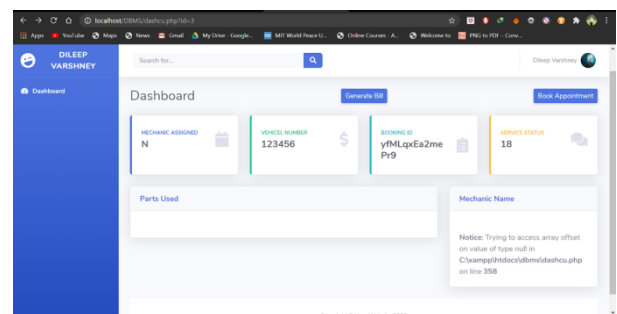 localhost/DBMS/dashcu.php?id=3
Apps YouTube Maps News Gmail My Drive - Google... MIT World Peace U... Online Courses - A... Welcome to PNG to PDF – Conv...
DILEEP
VARSHNEY
Search for...
Dileep Varshney
Dashboard
Dashboard
Generate Bill
Book Appointment
MECHANIC ASSIGNED
N
VEHICEL NUMBER
123456
BOOKING ID
yfMLqxEa2me
Pr9
SERVICE STATUS
18
Parts Used
Mechanic Name
Notice: Trying to access array offset
on value of type null in
C:\xampp\htdocs\dbms\dashcu.php
on line 358